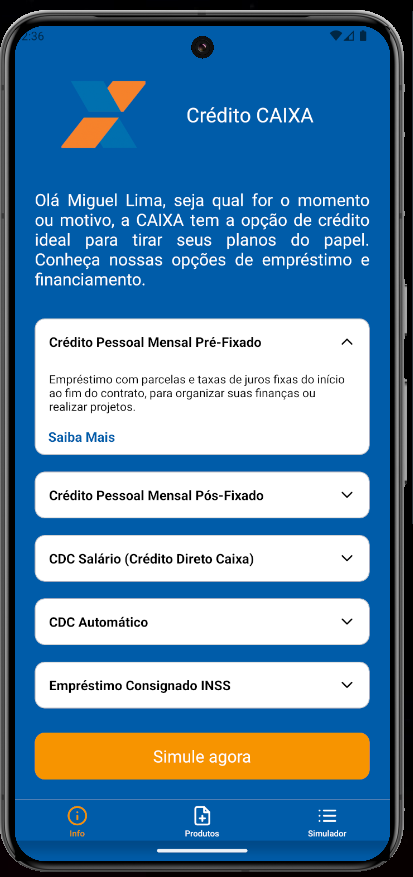 2:36
Crédito CAIXA
Olá Miguel Lima, seja qual for o momento
ou motivo, a CAIXA tem a opção de crédito
ideal para tirar seus planos do papel.
Conheça nossas opções de empréstimo e
financiamento.
Crédito Pessoal Mensal Pré-Fixado
Empréstimo com parcelas e taxas de juros fixas do início
ao fim do contrato, para organizar suas finanças ou
realizar projetos.
Saiba Mais
Crédito Pessoal Mensal Pós-Fixado
CDC Salário (Crédito Direto Caixa)
CDC Automático
Empréstimo Consignado INSS
Simule agora
Info
Produtos
Simulador